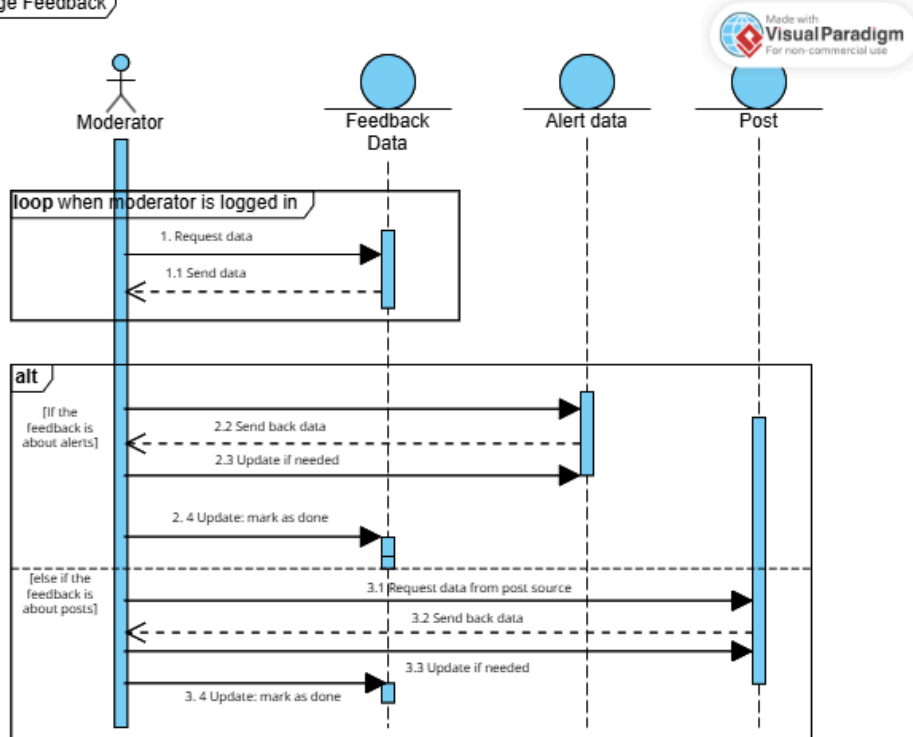 ge Feedback
Made with
Visual Paradigm
For non-commercial use
Moderator
Feedback
Data
Alert data
Post
loop when moderator is logged in
1. Request data
1.1 Send data
alt
[If the
feedback is
about alerts]
2.2 Send back data
2.3 Update if needed
2. 4 Update: mark as done
[else if the
feedback is
about posts]
3.1 Request data from post source
3.2 Send back data
3.3 Update if needed
3. 4 Update: mark as done